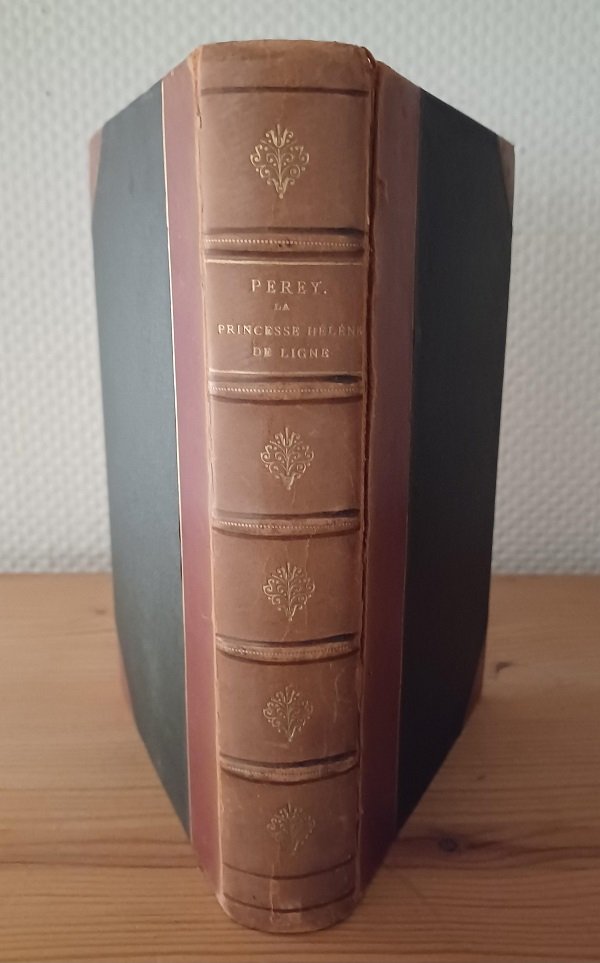 PEREY.
LA
PRINCESSE HÉLÈNE
DE LIGNE